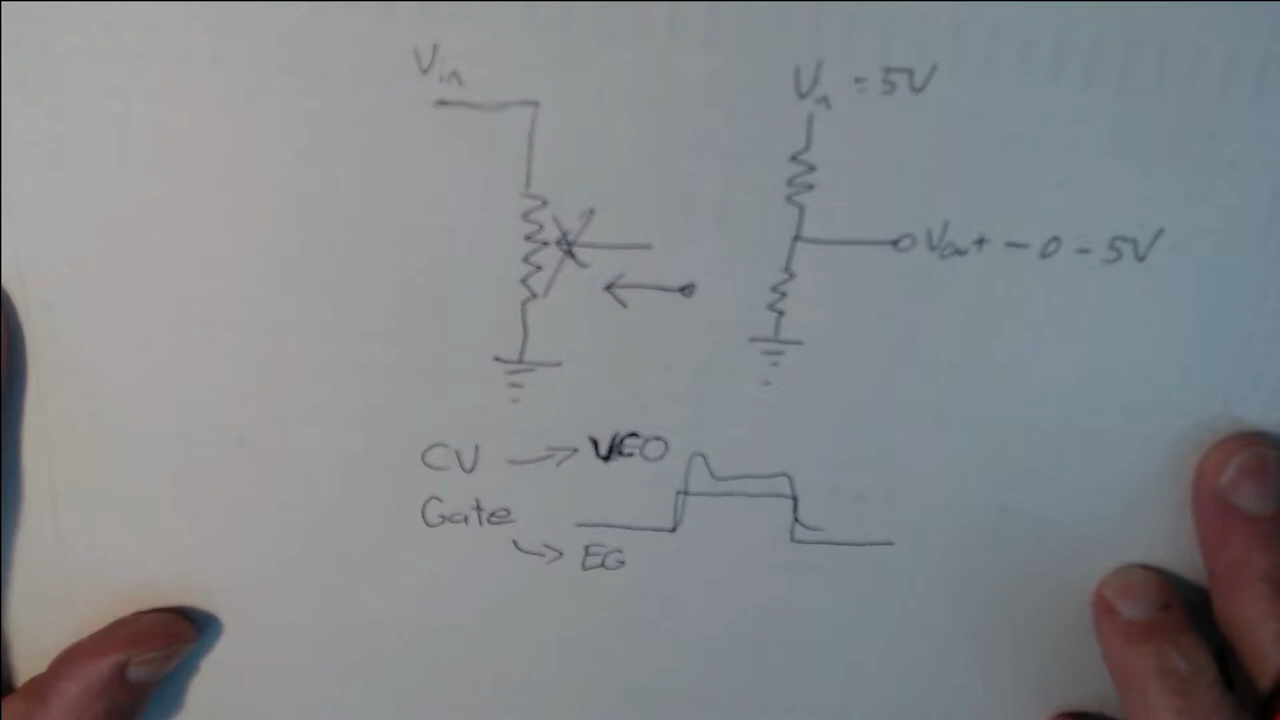 Vin
Vin = 5V
Vout - 0 - 5V
CV → VCO
Gate
→ EG